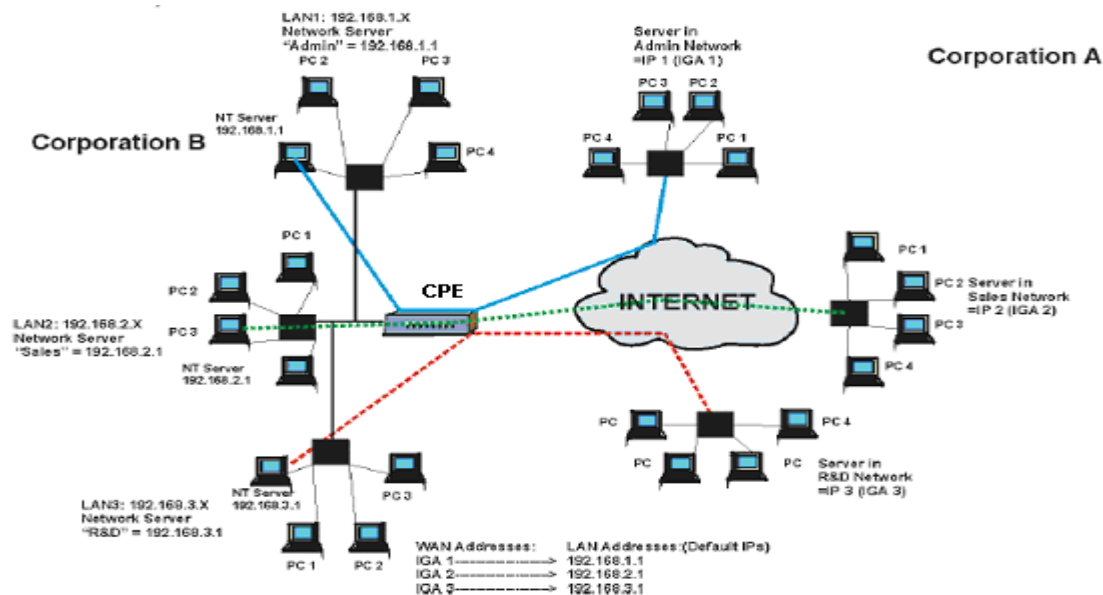 LAN1: 192.168.1.X
Network Server
"Admin" = 192.168.1.1
PC 2
PC 3
NT Server
192.168.1.1
PC 4
Corporation B
Server in
Admin Network
=IP 1 (IGA 1)
PC 3
PC 2
PC 4
PC 1
Corporation A
PC 1
PC 2
PC 3
LAN2: 192.168.2.X
Network Server
"Sales" = 192.168.2.1
NT Server
192.168.2.1
CPE
INTERNET
PC 1
PC 2
Server in
Sales Network
=IP 2 (IGA 2)
PC 3
PC 4
NT Server
192.168.3.1
PC 3
LAN3: 192.168.3.X
Network Server
"R&D" = 192.168.3.1
PC 1
PC 2
PC
PC 4
PC
PC
Server in
R&D Network
=IP 3 (IGA 3)
WAN Addresses: LAN Addresses:(Default IPs)
IGA 1--------------------> 192.168.1.1
IGA 2--------------------> 192.168.2.1
IGA 3--------------------> 192.168.3.1